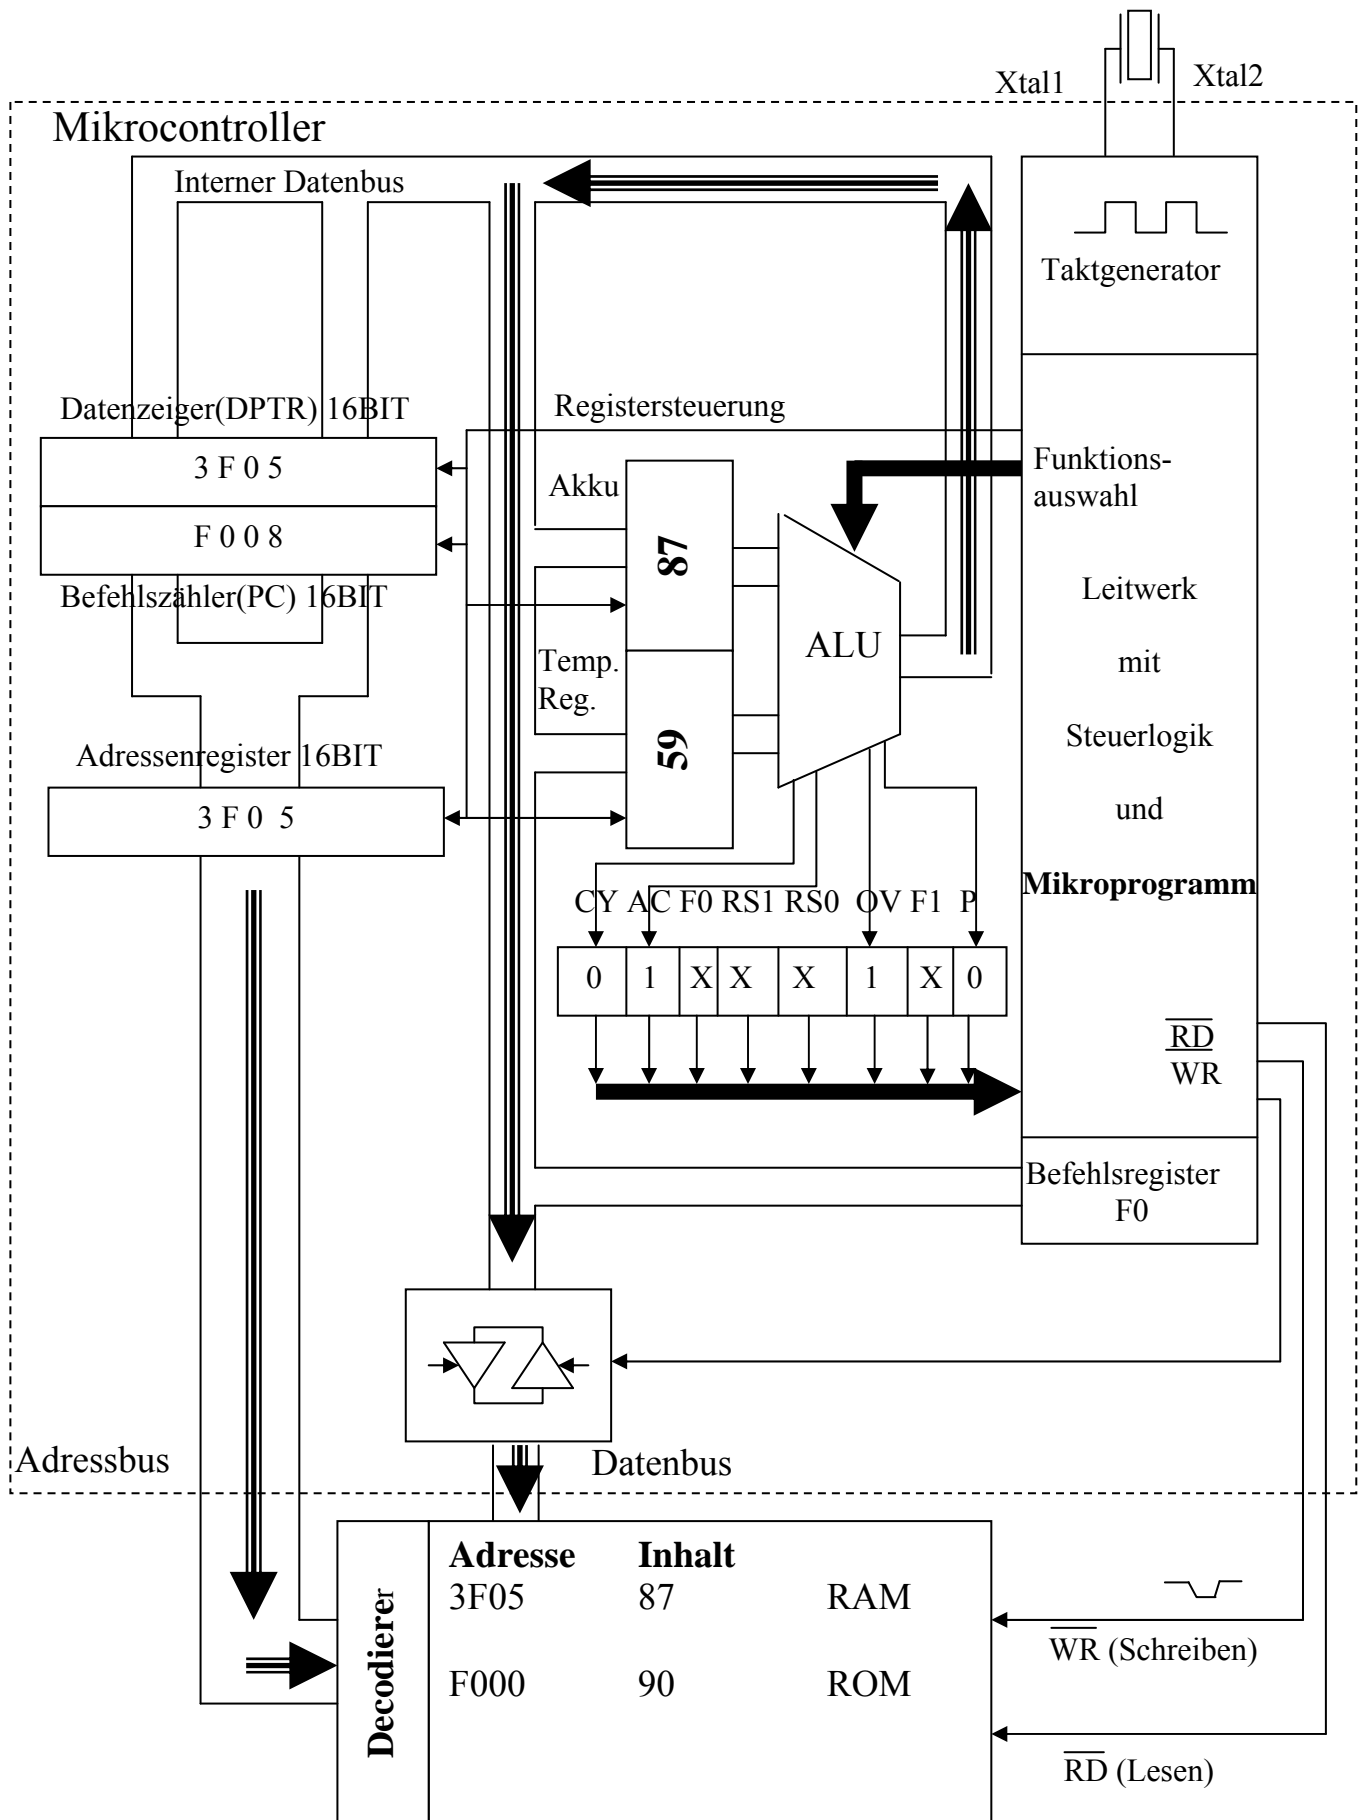 Xtal1
Xtal2
Mikrocontroller
Interner Datenbus
Taktgenerator
Datenzeiger(DPTR) 16BIT
3 F 0 5
F 0 0 8
Befehlszähler(PC) 16BIT
Registersteuerung
Akku
87
Temp.
Reg.
59
ALU
Funktions-
auswahl
Leitwerk
mit
Steuerlogik
und
Mikroprogramm
Adressenregister 16BIT
3 F 0 5
CY AC F0 RS1 RS0 OV F1 P
0 1 X X X 1 X 0
RD
WR
Befehlsregister
F0
Adressbus
Datenbus
Decodierer
Adresse Inhalt
3F05 87 RAM
F000 90 ROM
WR (Schreiben)
RD (Lesen)